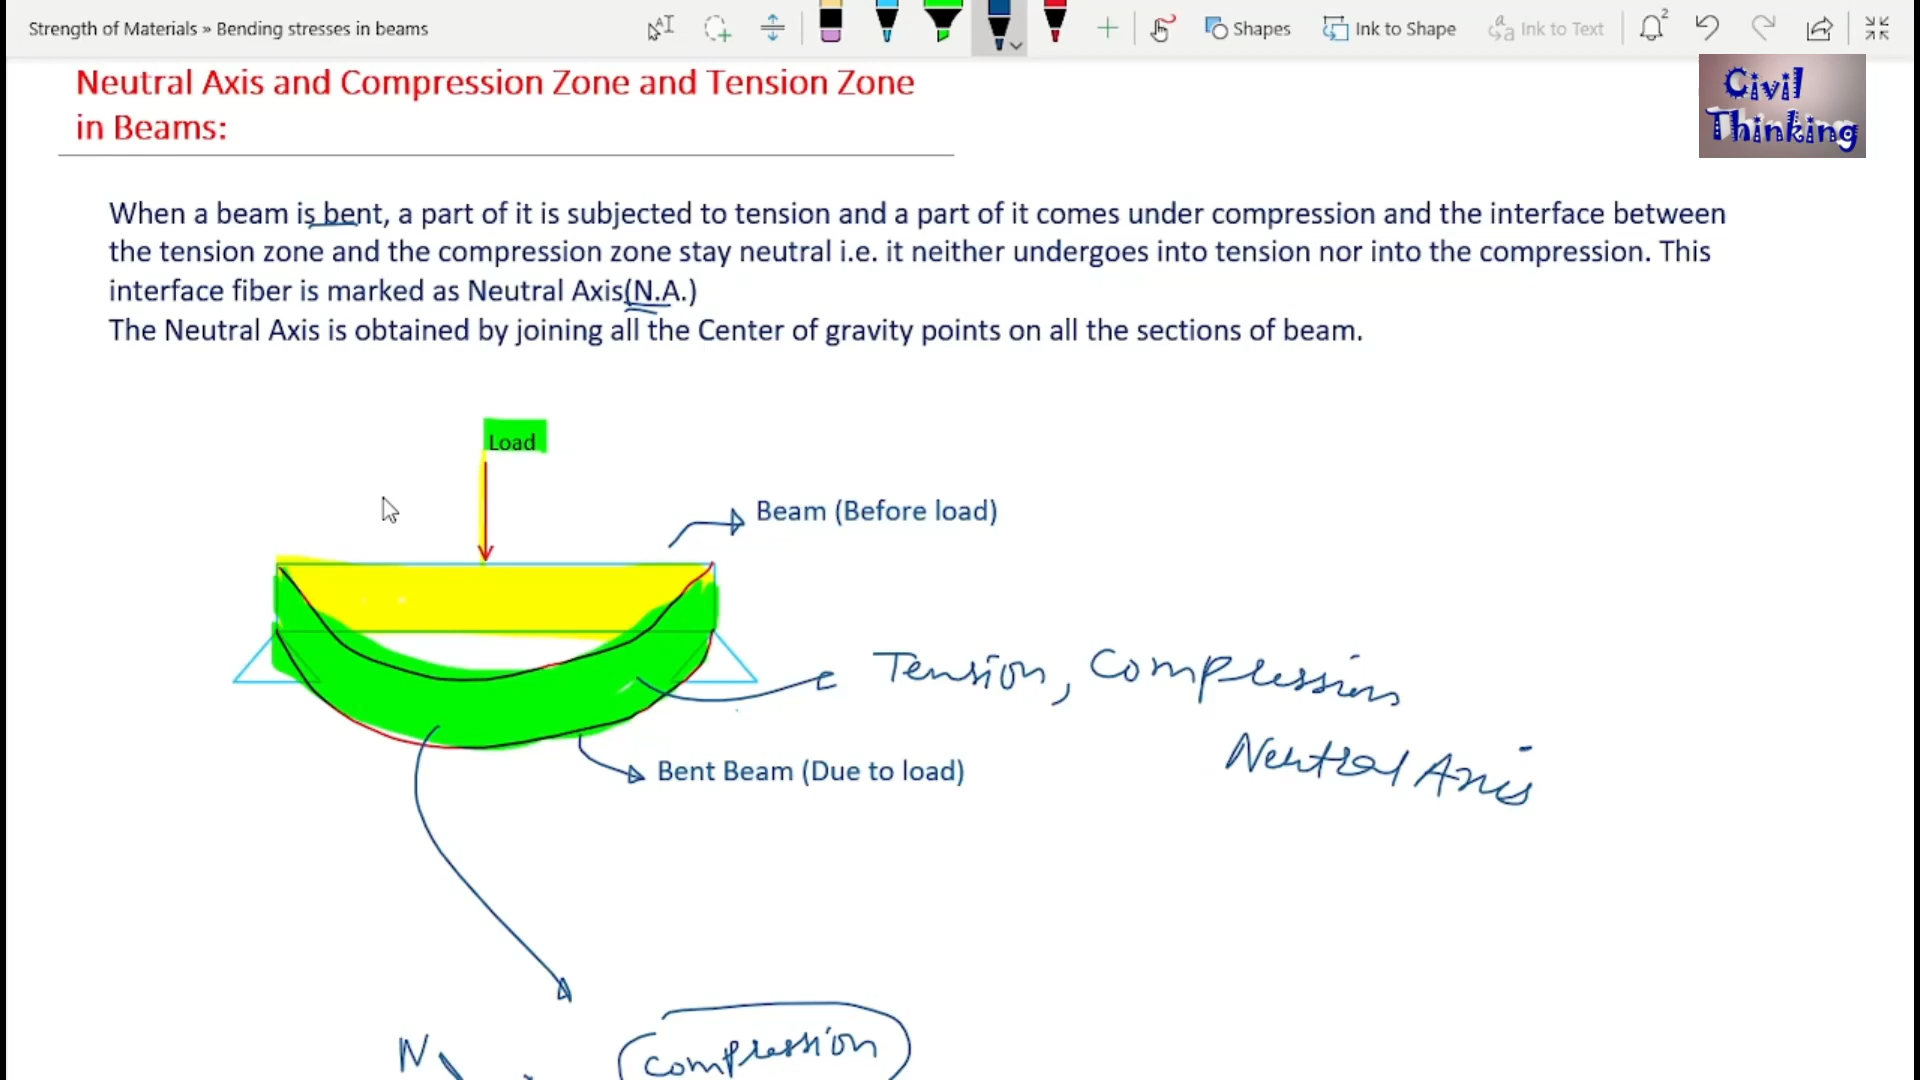 Strength of Materials » Bending stresses in beams
Shapes
Ink to Shape
Ink to Text
2
Neutral Axis and Compression Zone and Tension Zone
in Beams:
Civil
Thinking
When a beam is bent, a part of it is subjected to tension and a part of it comes under compression and the interface between
the tension zone and the compression zone stay neutral i.e. it neither undergoes into tension nor into the compression. This
interface fiber is marked as Neutral Axis(N.A.)
The Neutral Axis is obtained by joining all the Center of gravity points on all the sections of beam.
Load
Beam (Before load)
Tension, Compression
Neutral Axis
Bent Beam (Due to load)
N
Compression